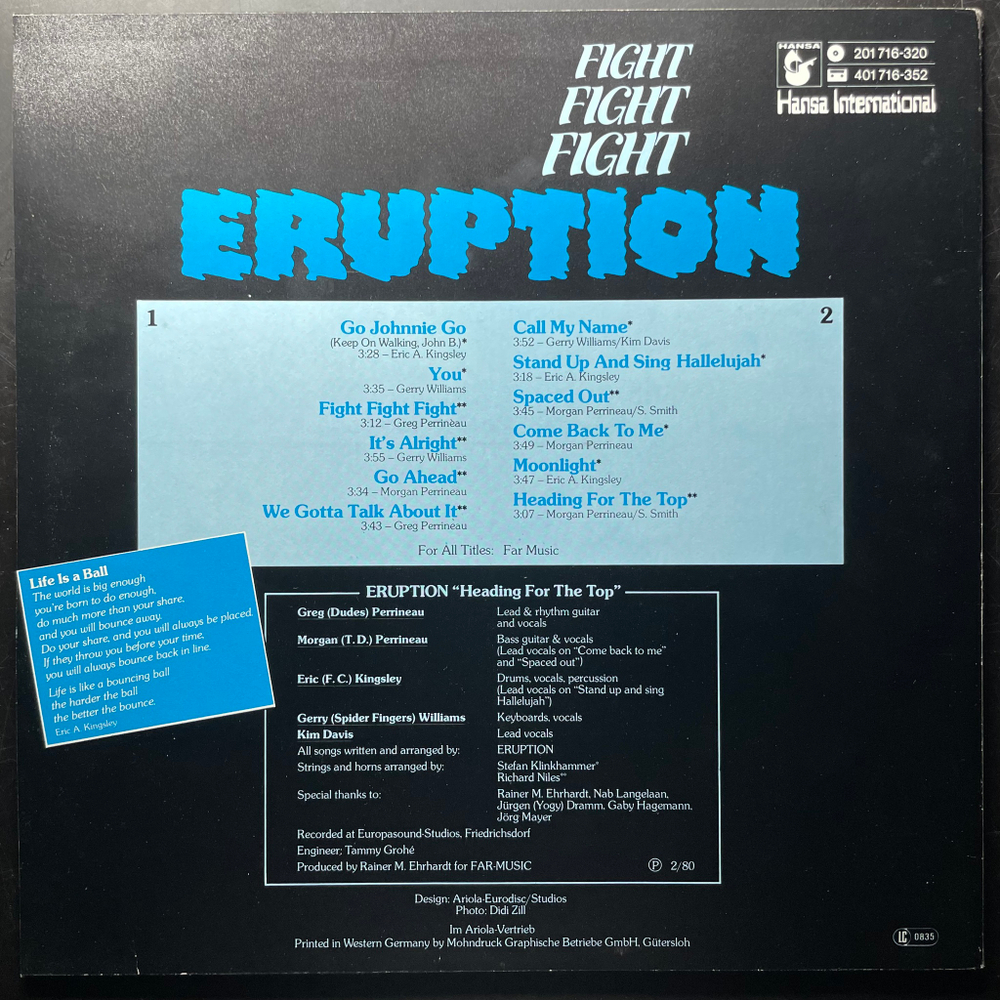 FIGHT
FIGHT
FIGHT
HANSA
201 716-320
401 716-352
Hansa International
ERUPTION
1
Go Johnnie Go
(Keep On Walking, John B.)*
3:28 – Eric A. Kingsley
You*
3:35 – Gerry Williams
Fight Fight Fight**
3:12 – Greg Perrineau
It's Alright**
3:55 – Gerry Williams
Go Ahead**
3:34 – Morgan Perrineau
We Gotta Talk About It**
3:43 – Greg Perrineau
2
Call My Name*
3:52 – Gerry Williams/Kim Davis
Stand Up And Sing Hallelujah*
3:18 – Eric A. Kingsley
Spaced Out**
3:45 – Morgan Perrineau/S. Smith
Come Back To Me*
3:49 – Morgan Perrineau
Moonlight*
3:47 – Eric A. Kingsley
Heading For The Top**
3:07 – Morgan Perrineau/S. Smith
For All Titles: Far Music
Life Is a Ball
The world is big enough
you're born to do enough,
do much more than your share.
and you will bounce away.
Do your share, and you will always be placed.
If they throw you before your time,
you will always bounce back in line.
Life is like a bouncing ball
the harder the ball
the better the bounce.
Eric A. Kingsley
ERUPTION "Heading For The Top"
Greg (Dudes) Perrineau Lead & rhythm guitar
and vocals
Morgan (T. D.) Perrineau Bass guitar & vocals
(Lead vocals on "Come back to me"
and "Spaced out")
Eric (F. C.) Kingsley Drums, vocals, percussion
(Lead vocals on "Stand up and sing
Hallelujah")
Gerry (Spider Fingers) Williams Keyboards, vocals
Kim Davis Lead vocals
All songs written and arranged by: ERUPTION
Strings and horns arranged by: Stefan Klinkhammer*
Richard Niles**
Special thanks to: Rainer M. Ehrhardt, Nab Langelaan,
Jürgen (Yogy) Dramm, Gaby Hagemann,
Jörg Mayer
Recorded at Europasound-Studios, Friedrichsdorf
Engineer; Tammy Grohé
Produced by Rainer M. Ehrhardt for FAR-MUSIC Ⓟ 2/80
Design: Ariola-Eurodisc/Studios
Photo: Didi Zill
Im Ariola-Vertrieb
Printed in Western Germany by Mohndruck Graphische Betriebe GmbH, Gütersloh
LC 0835